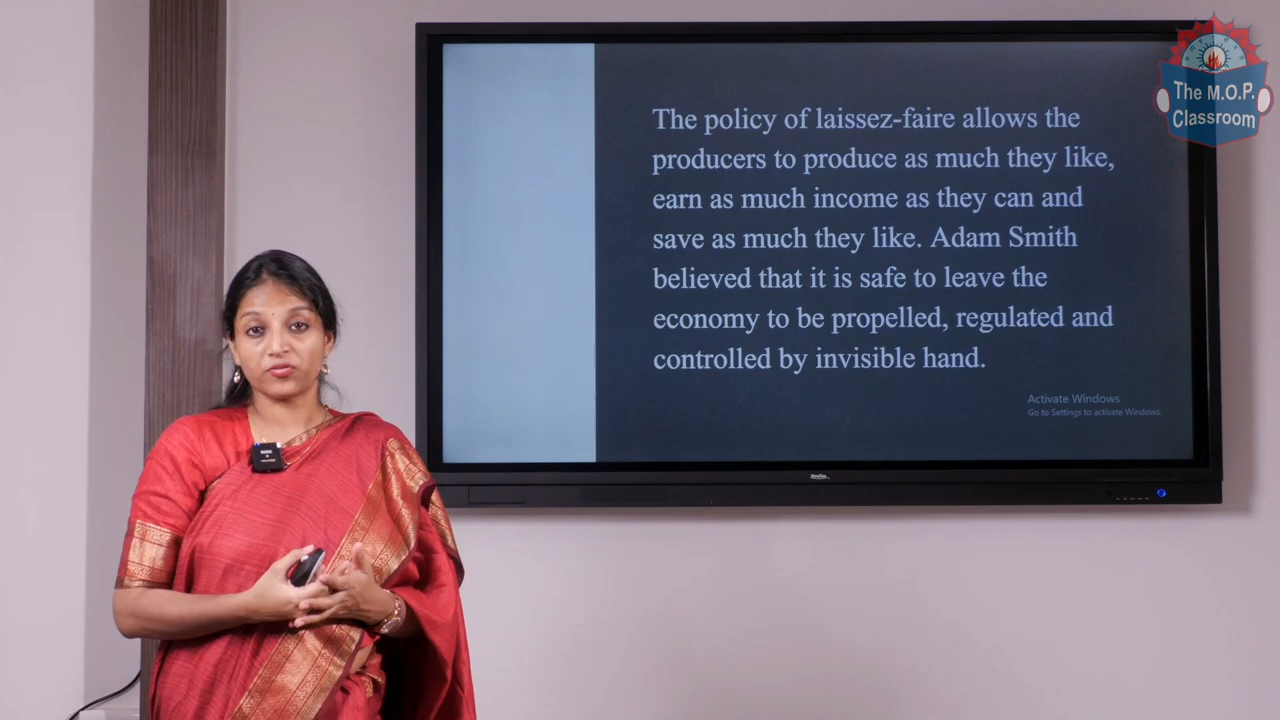 The policy of laissez-faire allows the
producers to produce as much they like,
earn as much income as they can and
save as much they like. Adam Smith
believed that it is safe to leave the
economy to be propelled, regulated and
controlled by invisible hand.
Activate Windows
Go to Settings to activate Windows.
The M.O.P.
Classroom